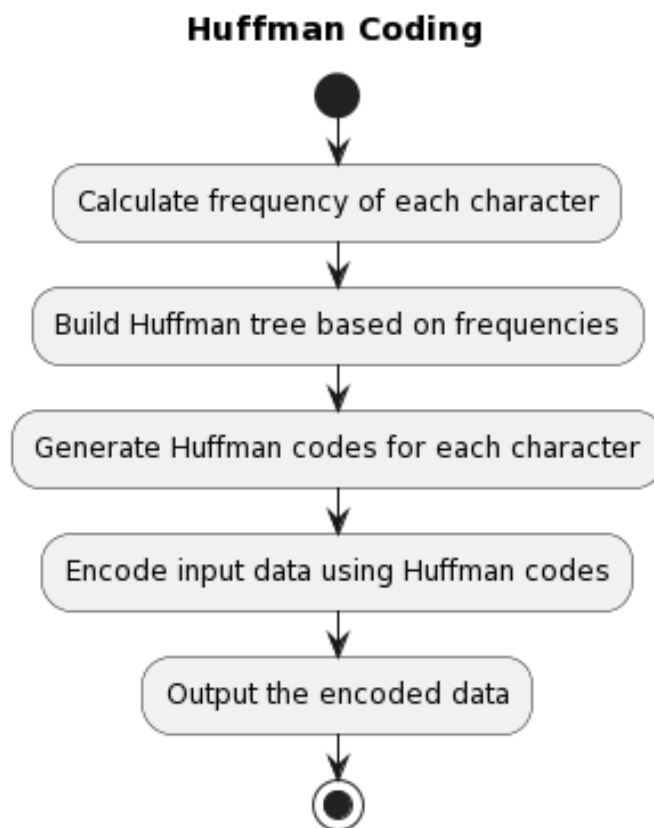 Huffman Coding
Calculate frequency of each character
Build Huffman tree based on frequencies
Generate Huffman codes for each character
Encode input data using Huffman codes
Output the encoded data